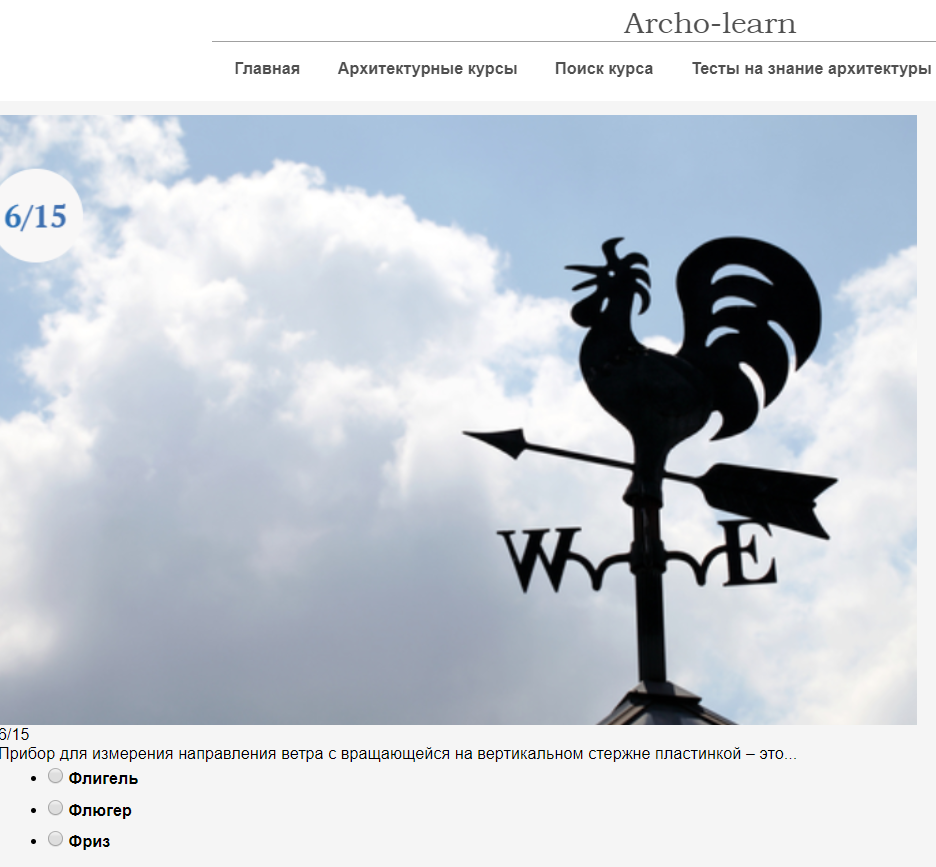 Archo-learn
Главная Архитектурные курсы Поиск курса Тесты на знание архитектуры
6/15
W E
6/15
Прибор для измерения направления ветра с вращающейся на вертикальном стержне пластинкой – это...
Флигель
Флюгер
Фриз